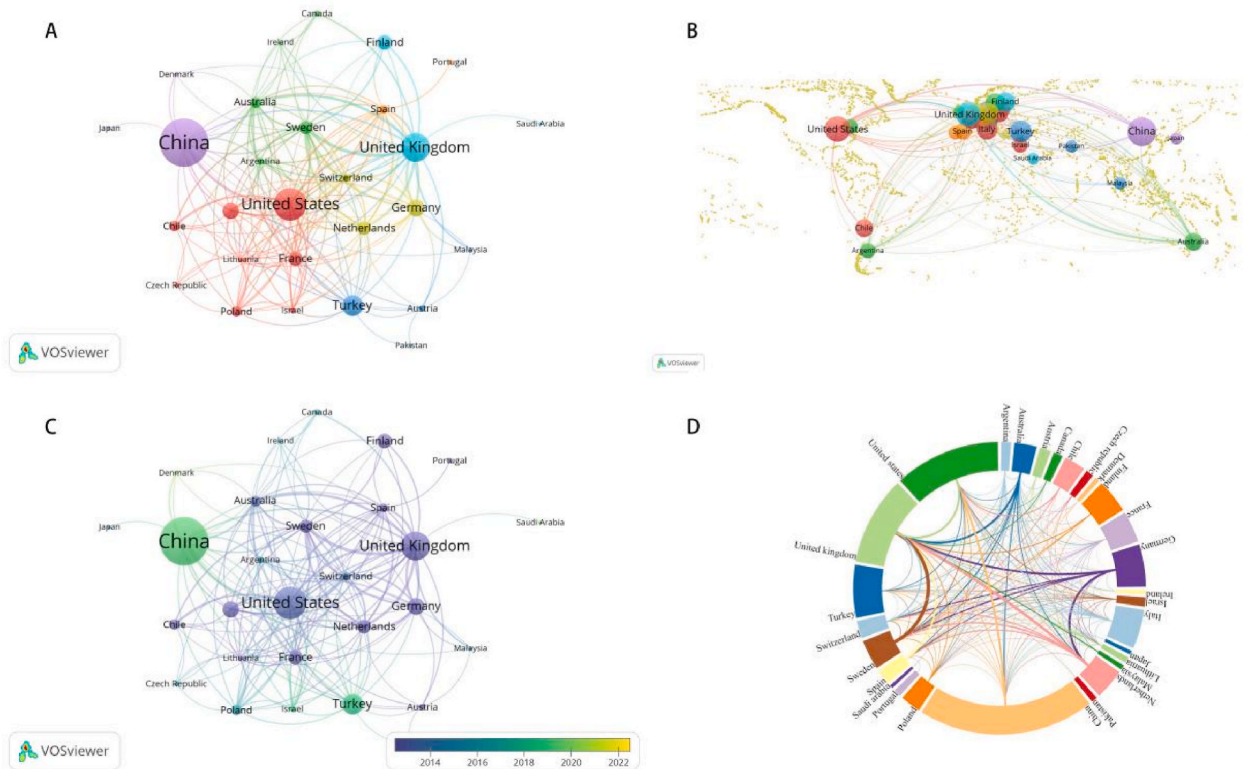 A
Canada
Ireland
Finland
Portugal
Denmark
Australia
Spain
Japan
Sweden
Saudi Arabia
China
United Kingdom
Argentina
Switzerland
United States
Germany
Chile
Netherlands
Malaysia
Lithuania
France
Czech Republic
Poland
Israel
Turkey
Austria
Pakistan
VOSviewer
B
Finland
United Kingdom
United States
Spain
Italy
Turkey
China
Israel
Pakistan
Japan
Saudi Arabia
Malaysia
Chile
Argentina
Australia
VOSviewer
C
Canada
Ireland
Finland
Portugal
Denmark
Australia
Spain
Japan
Sweden
Saudi Arabia
China
United Kingdom
Argentina
Switzerland
United States
Germany
Chile
Netherlands
Malaysia
Lithuania
France
Czech Republic
Poland
Israel
Turkey
Austria
VOSviewer
2014 2016 2018 2020 2022
D
Argentina
Australia
Austria
Canada
Chile
Czech republic
Denmark
Finland
France
Germany
Ireland
Israel
Italy
Japan
Lithuania
Malaysia
Netherlands
Pakistan
China
Poland
Portugal
Saudi arabia
Spain
Sweden
Switzerland
Turkey
United kingdom
United states